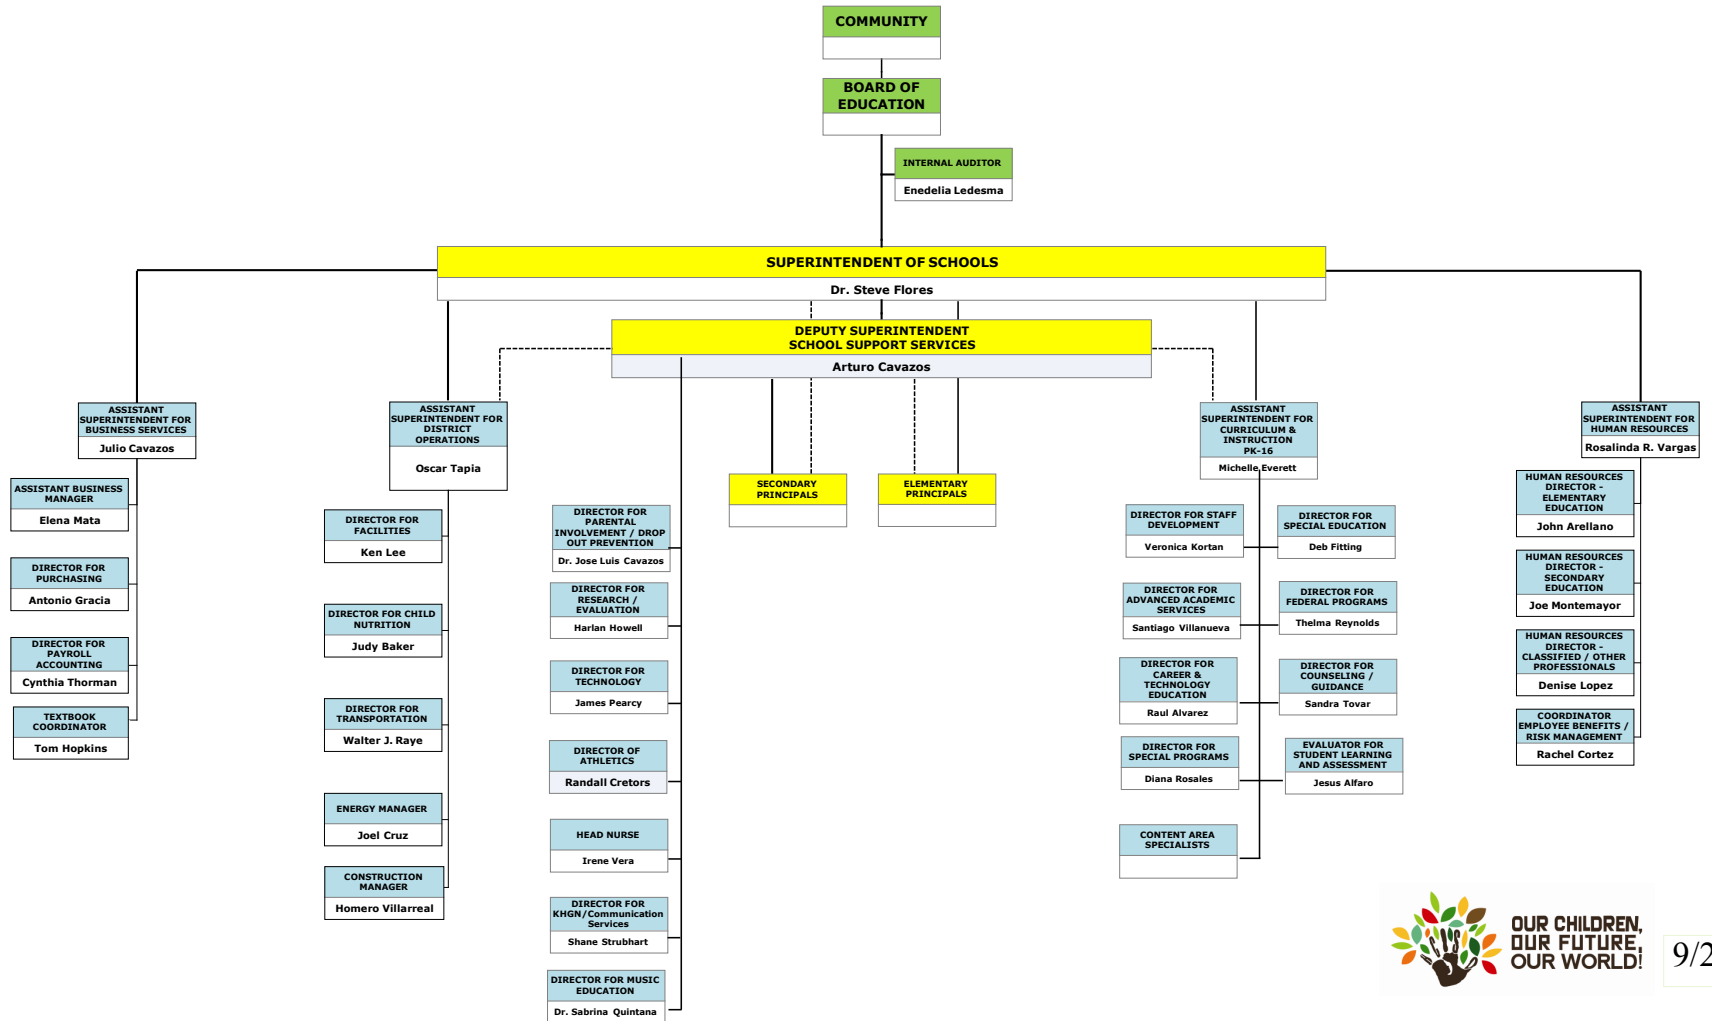 COMMUNITY
BOARD OF
EDUCATION
INTERNAL AUDITOR
Enedelia Ledesma
SUPERINTENDENT OF SCHOOLS
Dr. Steve Flores
DEPUTY SUPERINTENDENT
SCHOOL SUPPORT SERVICES
Arturo Cavazos
ASSISTANT
SUPERINTENDENT FOR
BUSINESS SERVICES
Julio Cavazos
ASSISTANT BUSINESS
MANAGER
Elena Mata
DIRECTOR FOR
PURCHASING
Antonio Gracia
DIRECTOR FOR
PAYROLL
ACCOUNTING
Cynthia Thorman
TEXTBOOK
COORDINATOR
Tom Hopkins
ASSISTANT
SUPERINTENDENT FOR
DISTRICT
OPERATIONS
Oscar Tapia
DIRECTOR FOR
FACILITIES
Ken Lee
DIRECTOR FOR CHILD
NUTRITION
Judy Baker
DIRECTOR FOR
TRANSPORTATION
Walter J. Raye
ENERGY MANAGER
Joel Cruz
CONSTRUCTION
MANAGER
Homero Villarreal
DIRECTOR FOR
PARENTAL
INVOLVEMENT / DROP
OUT PREVENTION
Dr. Jose Luis Cavazos
DIRECTOR FOR
RESEARCH /
EVALUATION
Harlan Howell
DIRECTOR FOR
TECHNOLOGY
James Pearcy
DIRECTOR OF
ATHLETICS
Randall Cretors
HEAD NURSE
Irene Vera
DIRECTOR FOR
KHGN/Communication
Services
Shane Strubhart
DIRECTOR FOR MUSIC
EDUCATION
Dr. Sabrina Quintana
SECONDARY
PRINCIPALS
ELEMENTARY
PRINCIPALS
ASSISTANT
SUPERINTENDENT FOR
CURRICULUM &
INSTRUCTION
PK-16
Michelle Everett
DIRECTOR FOR STAFF
DEVELOPMENT
Veronica Kortan
DIRECTOR FOR
SPECIAL EDUCATION
Deb Fitting
DIRECTOR FOR
ADVANCED ACADEMIC
SERVICES
Santiago Villanueva
DIRECTOR FOR
FEDERAL PROGRAMS
Thelma Reynolds
DIRECTOR FOR
CAREER &
TECHNOLOGY
EDUCATION
Raul Alvarez
DIRECTOR FOR
COUNSELING /
GUIDANCE
Sandra Tovar
DIRECTOR FOR
SPECIAL PROGRAMS
Diana Rosales
EVALUATOR FOR
STUDENT LEARNING
AND ASSESSMENT
Jesus Alfaro
CONTENT AREA
SPECIALISTS
ASSISTANT
SUPERINTENDENT FOR
HUMAN RESOURCES
Rosalinda R. Vargas
HUMAN RESOURCES
DIRECTOR -
ELEMENTARY
EDUCATION
John Arellano
HUMAN RESOURCES
DIRECTOR -
SECONDARY
EDUCATION
Joe Montemayor
HUMAN RESOURCES
DIRECTOR -
CLASSIFIED / OTHER
PROFESSIONALS
Denise Lopez
COORDINATOR
EMPLOYEE BENEFITS /
RISK MANAGEMENT
Rachel Cortez
OUR CHILDREN,
OUR FUTURE,
OUR WORLD!
9/2